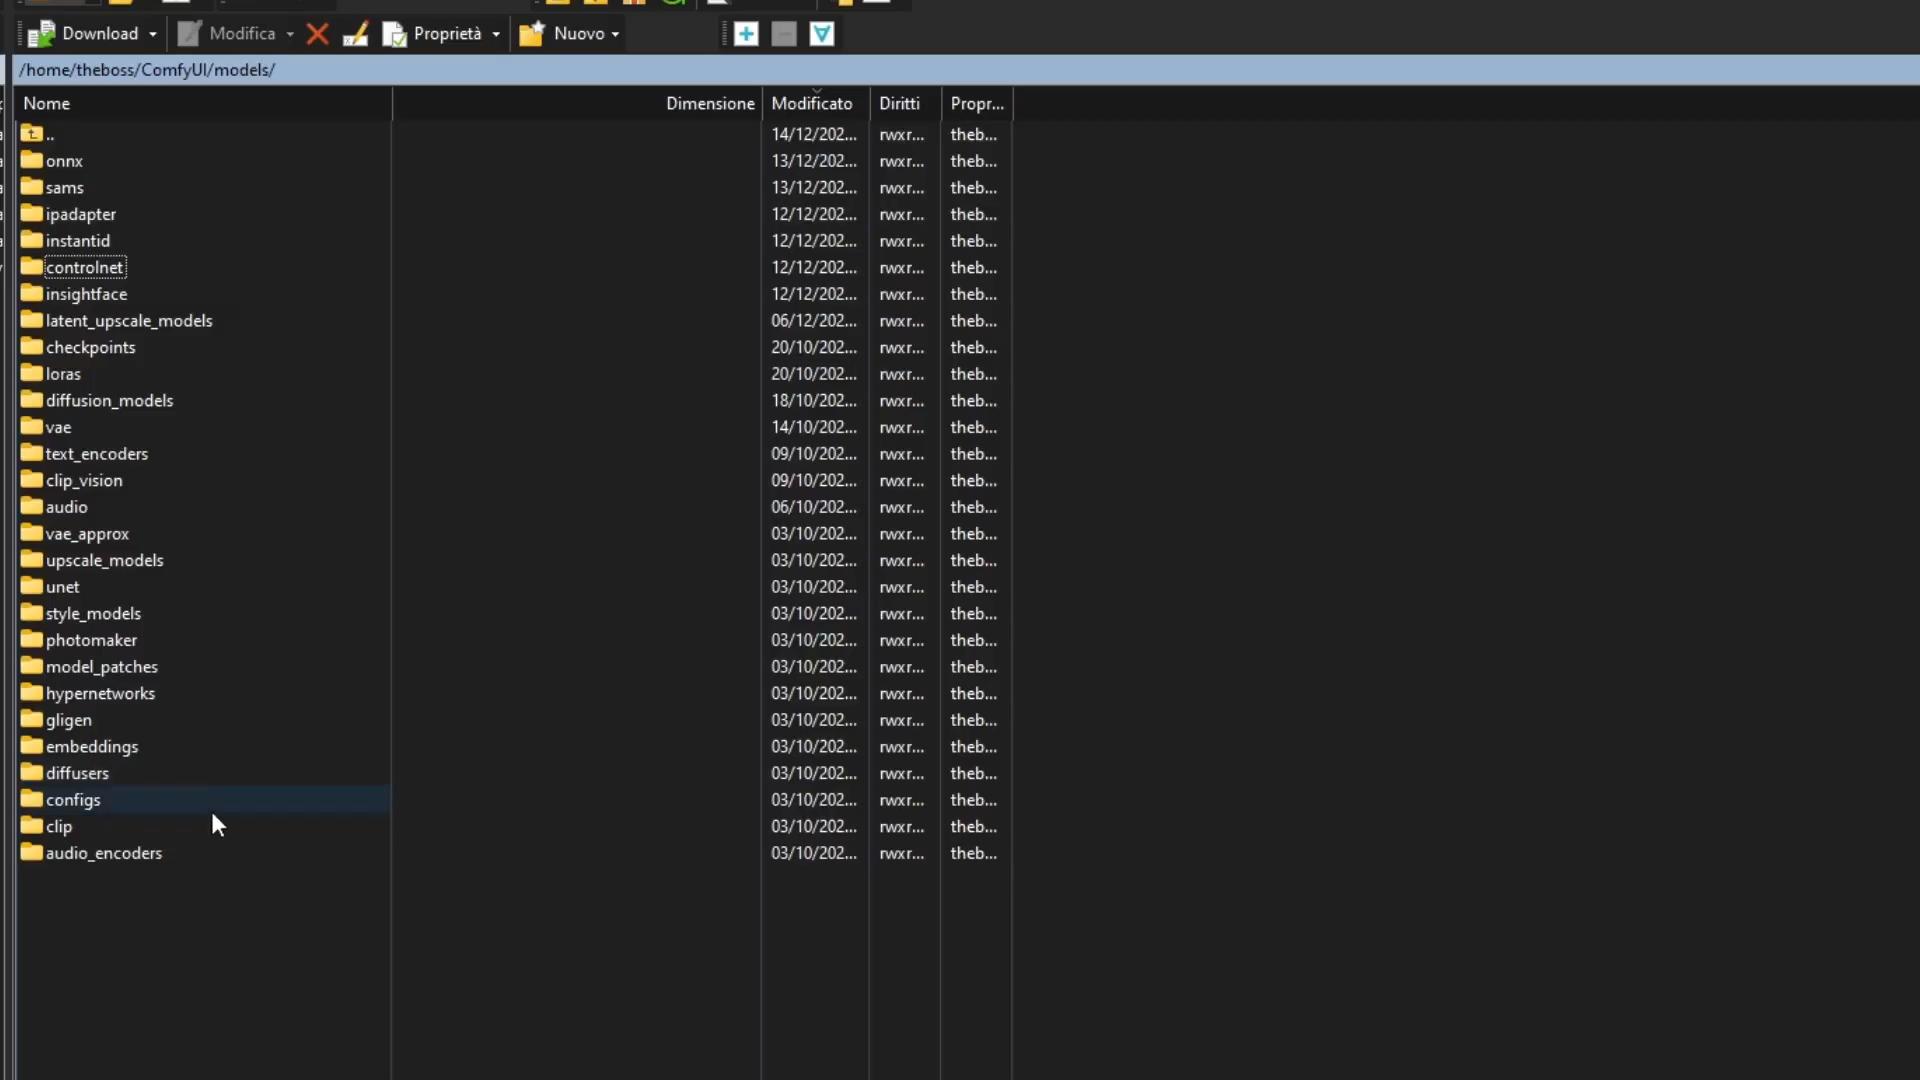 Download Modifica Proprietà Nuovo
/home/theboss/ComfyUI/models/
Nome Dimensione Modificato Diritti Propr...
.. 14/12/202... rwxr... theb...
onnx 13/12/202... rwxr... theb...
sams 13/12/202... rwxr... theb...
ipadapter 12/12/202... rwxr... theb...
instantid 12/12/202... rwxr... theb...
controlnet 12/12/202... rwxr... theb...
insightface 12/12/202... rwxr... theb...
latent_upscale_models 06/12/202... rwxr... theb...
checkpoints 20/10/202... rwxr... theb...
loras 20/10/202... rwxr... theb...
diffusion_models 18/10/202... rwxr... theb...
vae 14/10/202... rwxr... theb...
text_encoders 09/10/202... rwxr... theb...
clip_vision 09/10/202... rwxr... theb...
audio 06/10/202... rwxr... theb...
vae_approx 03/10/202... rwxr... theb...
upscale_models 03/10/202... rwxr... theb...
unet 03/10/202... rwxr... theb...
style_models 03/10/202... rwxr... theb...
photomaker 03/10/202... rwxr... theb...
model_patches 03/10/202... rwxr... theb...
hypernetworks 03/10/202... rwxr... theb...
gligen 03/10/202... rwxr... theb...
embeddings 03/10/202... rwxr... theb...
diffusers 03/10/202... rwxr... theb...
configs 03/10/202... rwxr... theb...
clip 03/10/202... rwxr... theb...
audio_encoders 03/10/202... rwxr... theb...